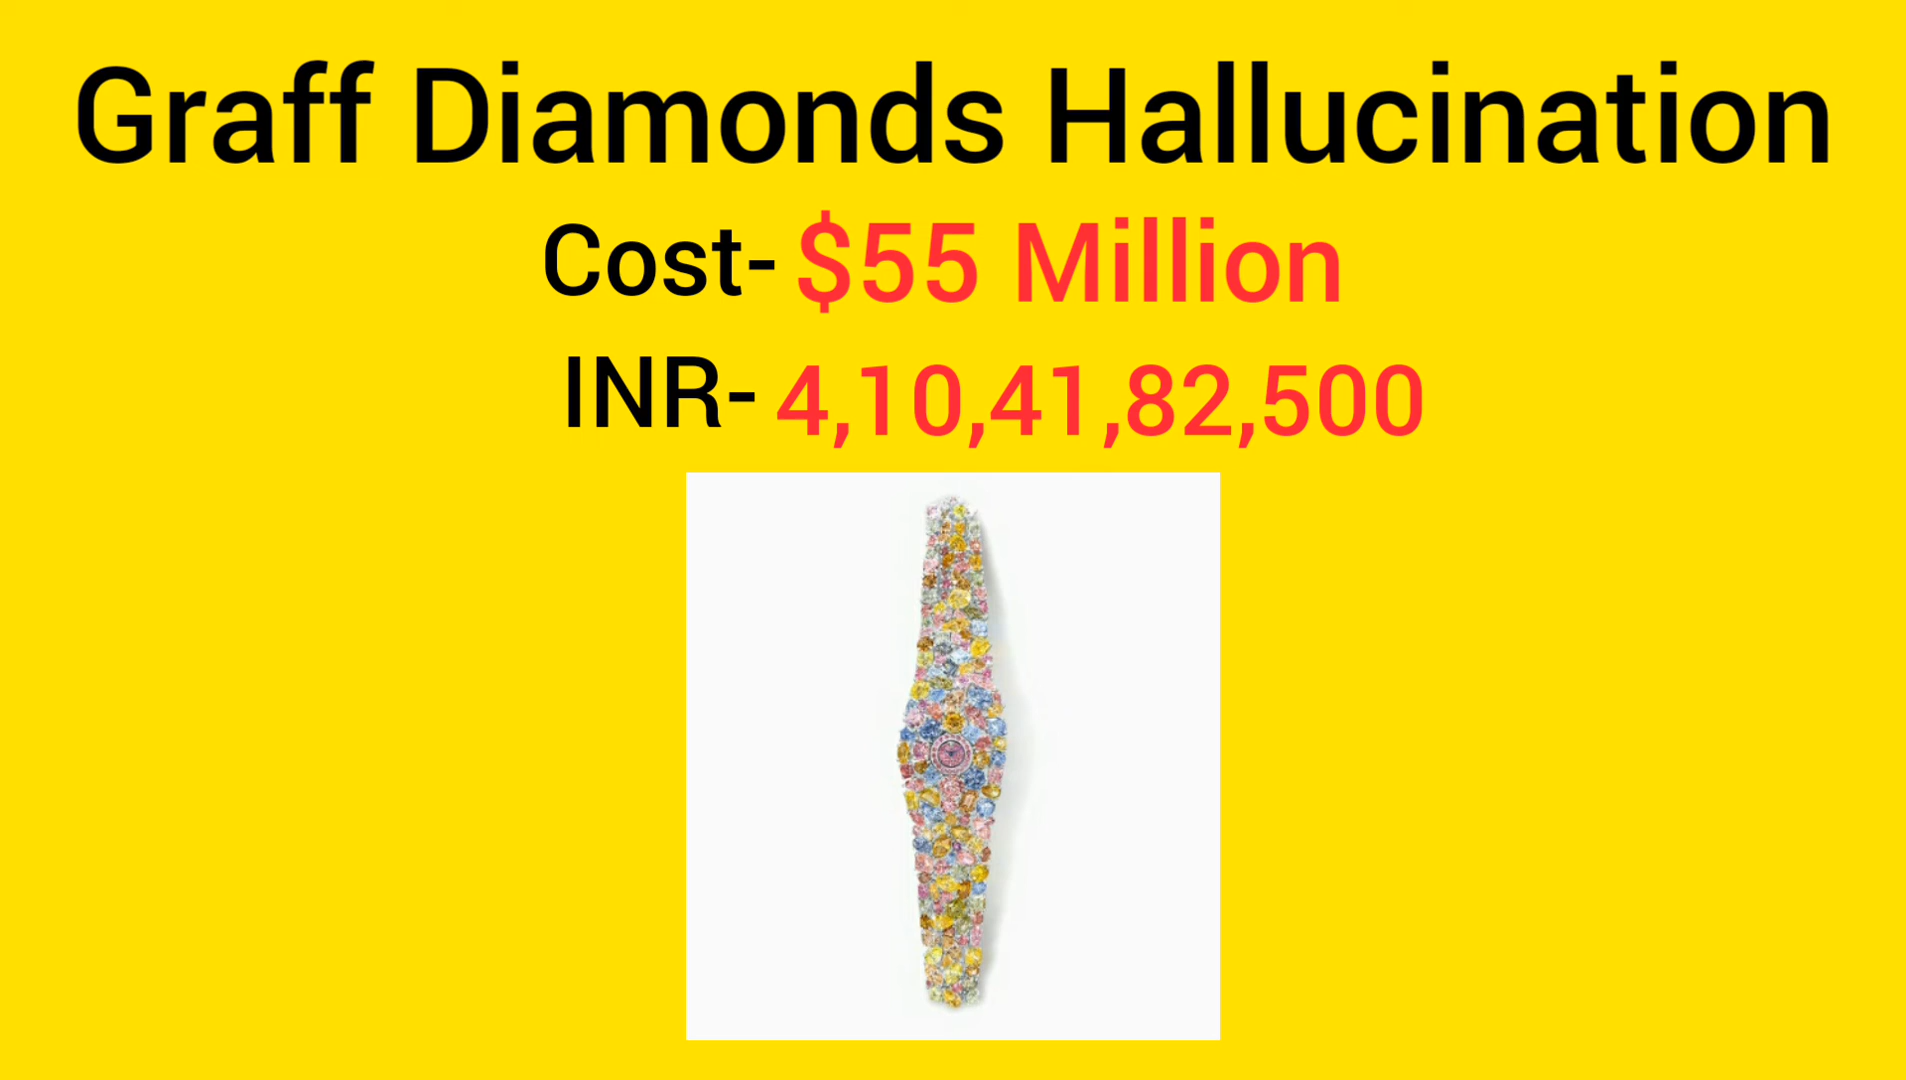 Graff Diamonds Hallucination
Cost- $55 Million
INR- 4,10,41,82,500